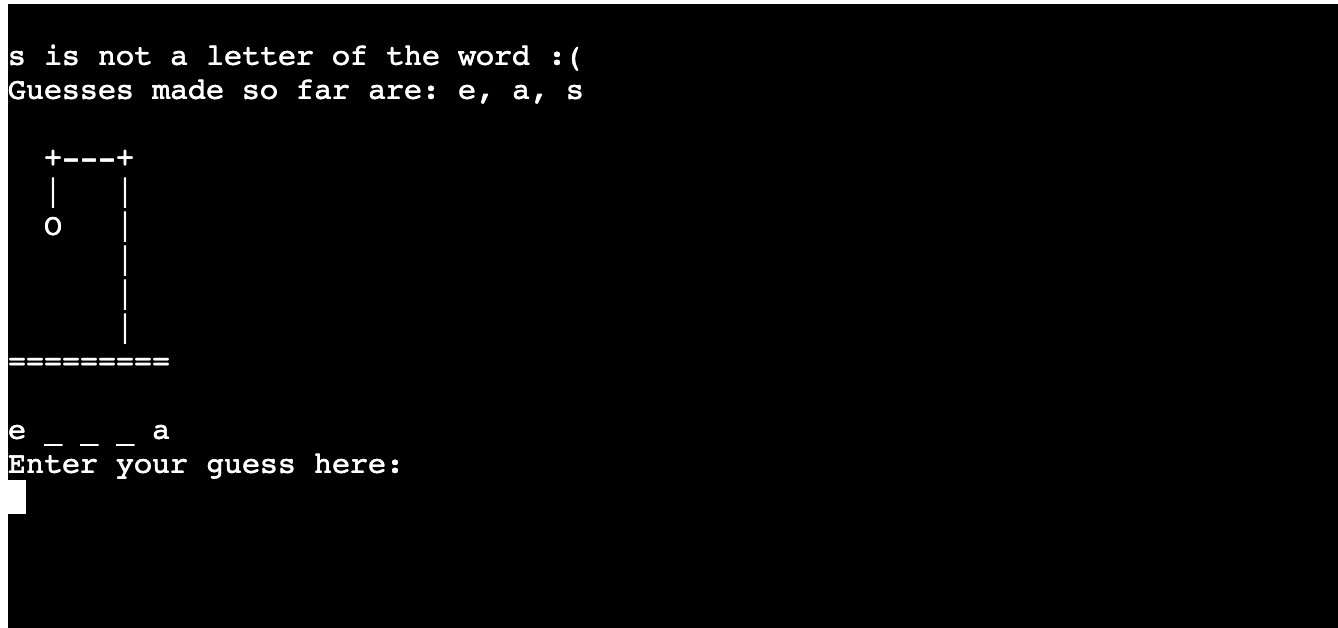 s is not a letter of the word :(
Guesses made so far are: e, a, s
  +---+
  |   |
  O   |
      |
      |
      |
=========
e _ _ _ a
Enter your guess here: